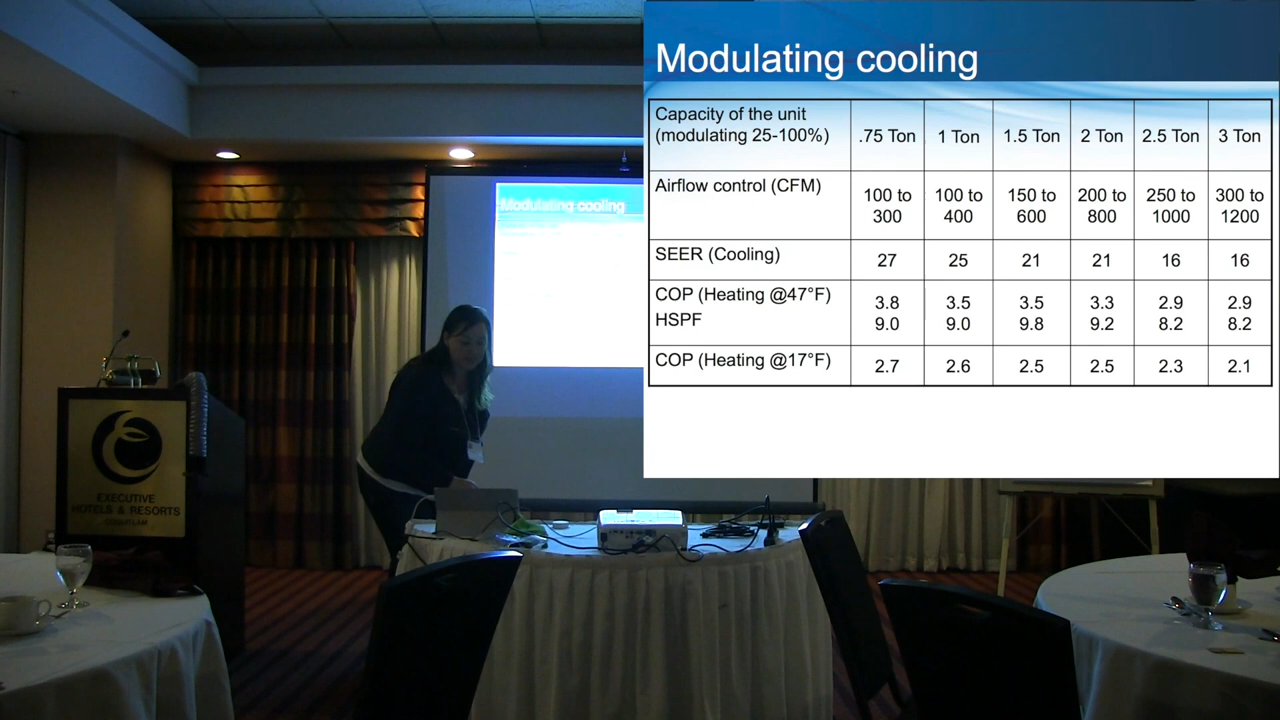 Modulating cooling
Capacity of the unit
(modulating 25-100%)
.75 Ton
1 Ton
1.5 Ton
2 Ton
2.5 Ton
3 Ton
Airflow control (CFM)
100 to
300
100 to
400
150 to
600
200 to
800
250 to
1000
300 to
1200
SEER (Cooling)
27
25
21
21
16
16
COP (Heating @47°F)
HSPF
3.8
9.0
3.5
9.0
3.5
9.8
3.3
9.2
2.9
8.2
2.9
8.2
COP (Heating @17°F)
2.7
2.6
2.5
2.5
2.3
2.1
Modulating cooling
EXECUTIVE
HOTELS & RESORTS